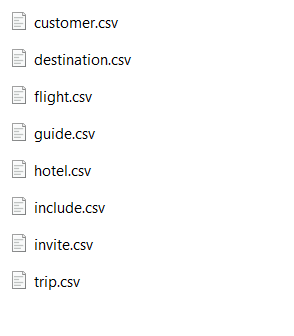 customer.csv
destination.csv
flight.csv
guide.csv
hotel.csv
include.csv
invite.csv
trip.csv